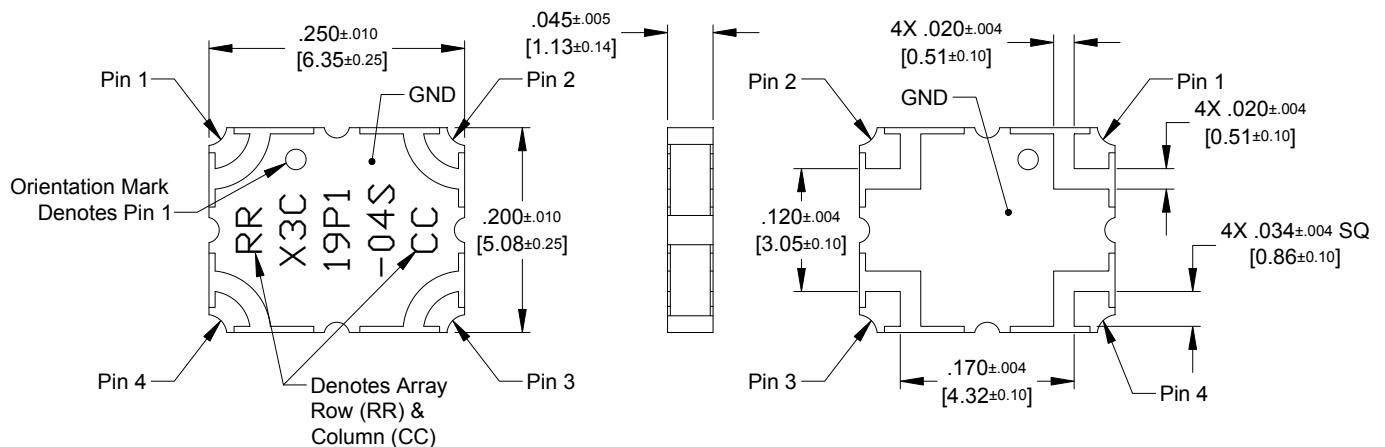 .250±.010
[6.35±0.25]
.045±.005
[1.13±0.14]
4X .020±.004
[0.51±0.10]
Pin 1
Pin 2
GND
Pin 2
Pin 1
GND
4X .020±.004
[0.51±0.10]
Orientation Mark
Denotes Pin 1
RR
X3C
19P1
-04S
CC
.200±.010
[5.08±0.25]
.120±.004
[3.05±0.10]
4X .034±.004 SQ
[0.86±0.10]
Pin 4
Pin 3
Denotes Array
Row (RR) &
Column (CC)
Pin 3
.170±.004
[4.32±0.10]
Pin 4